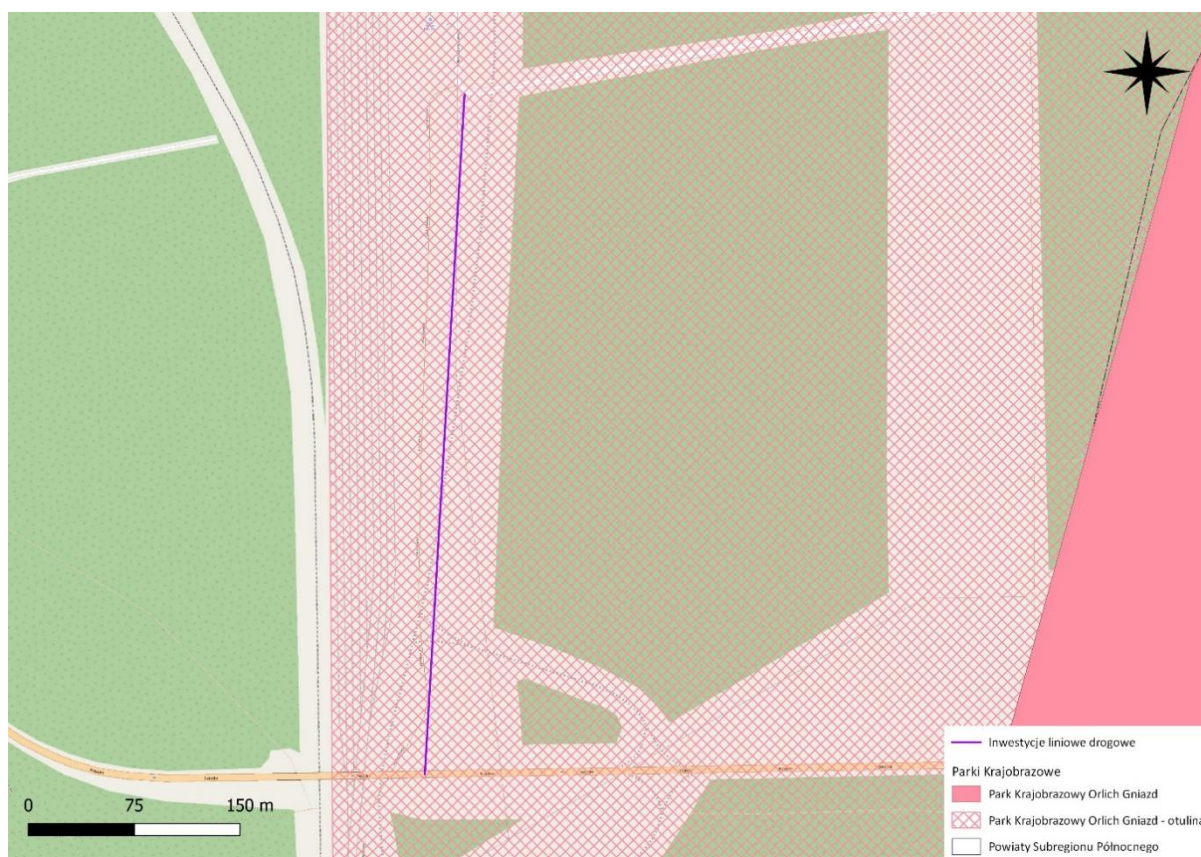 0 75 150 m
Inwestycje liniowe drogowe
Parki Krajobrazowe
Park Krajobrazowy Orlich Gniazd
Park Krajobrazowy Orlich Gniazd - otulina
Powiaty Subregionu Północnego